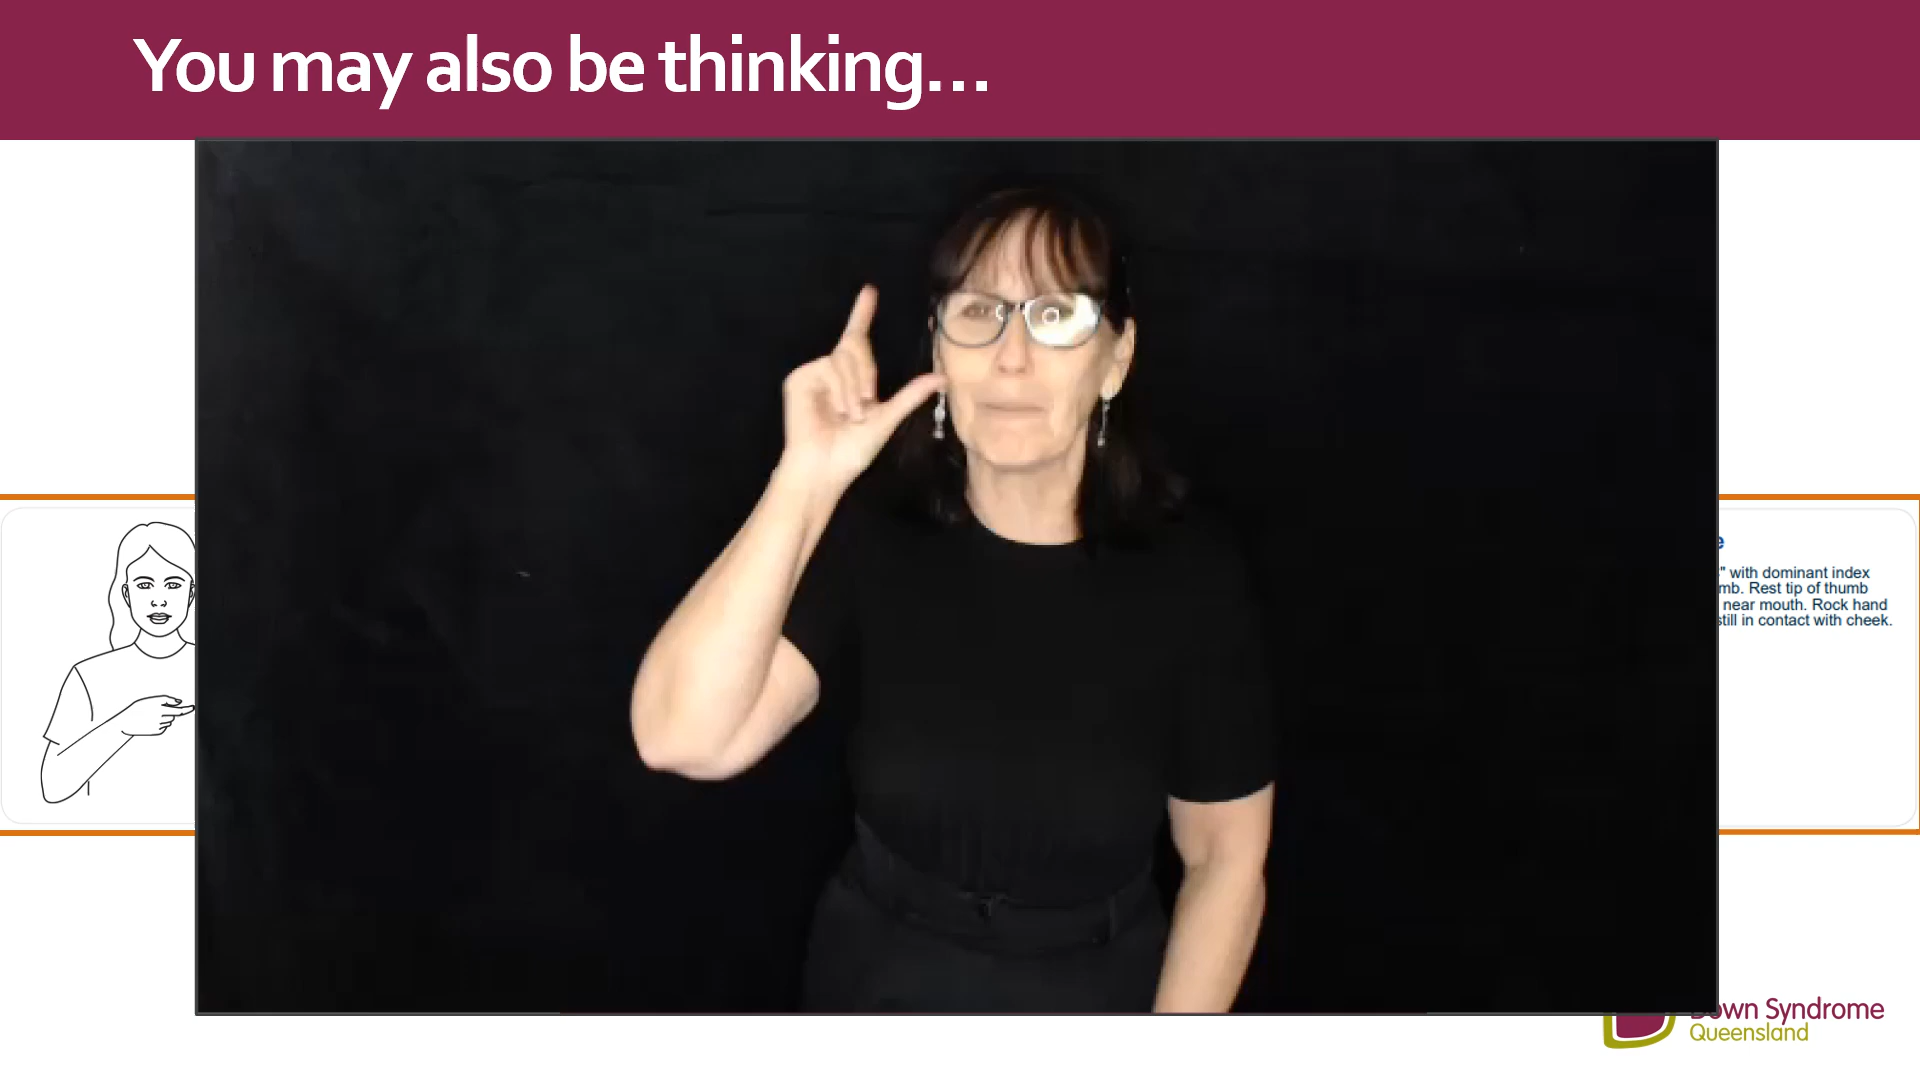 You may also be thinking...
e
" with dominant index
mb. Rest tip of thumb
near mouth. Rock hand
still in contact with cheek.
Down Syndrome
Queensland